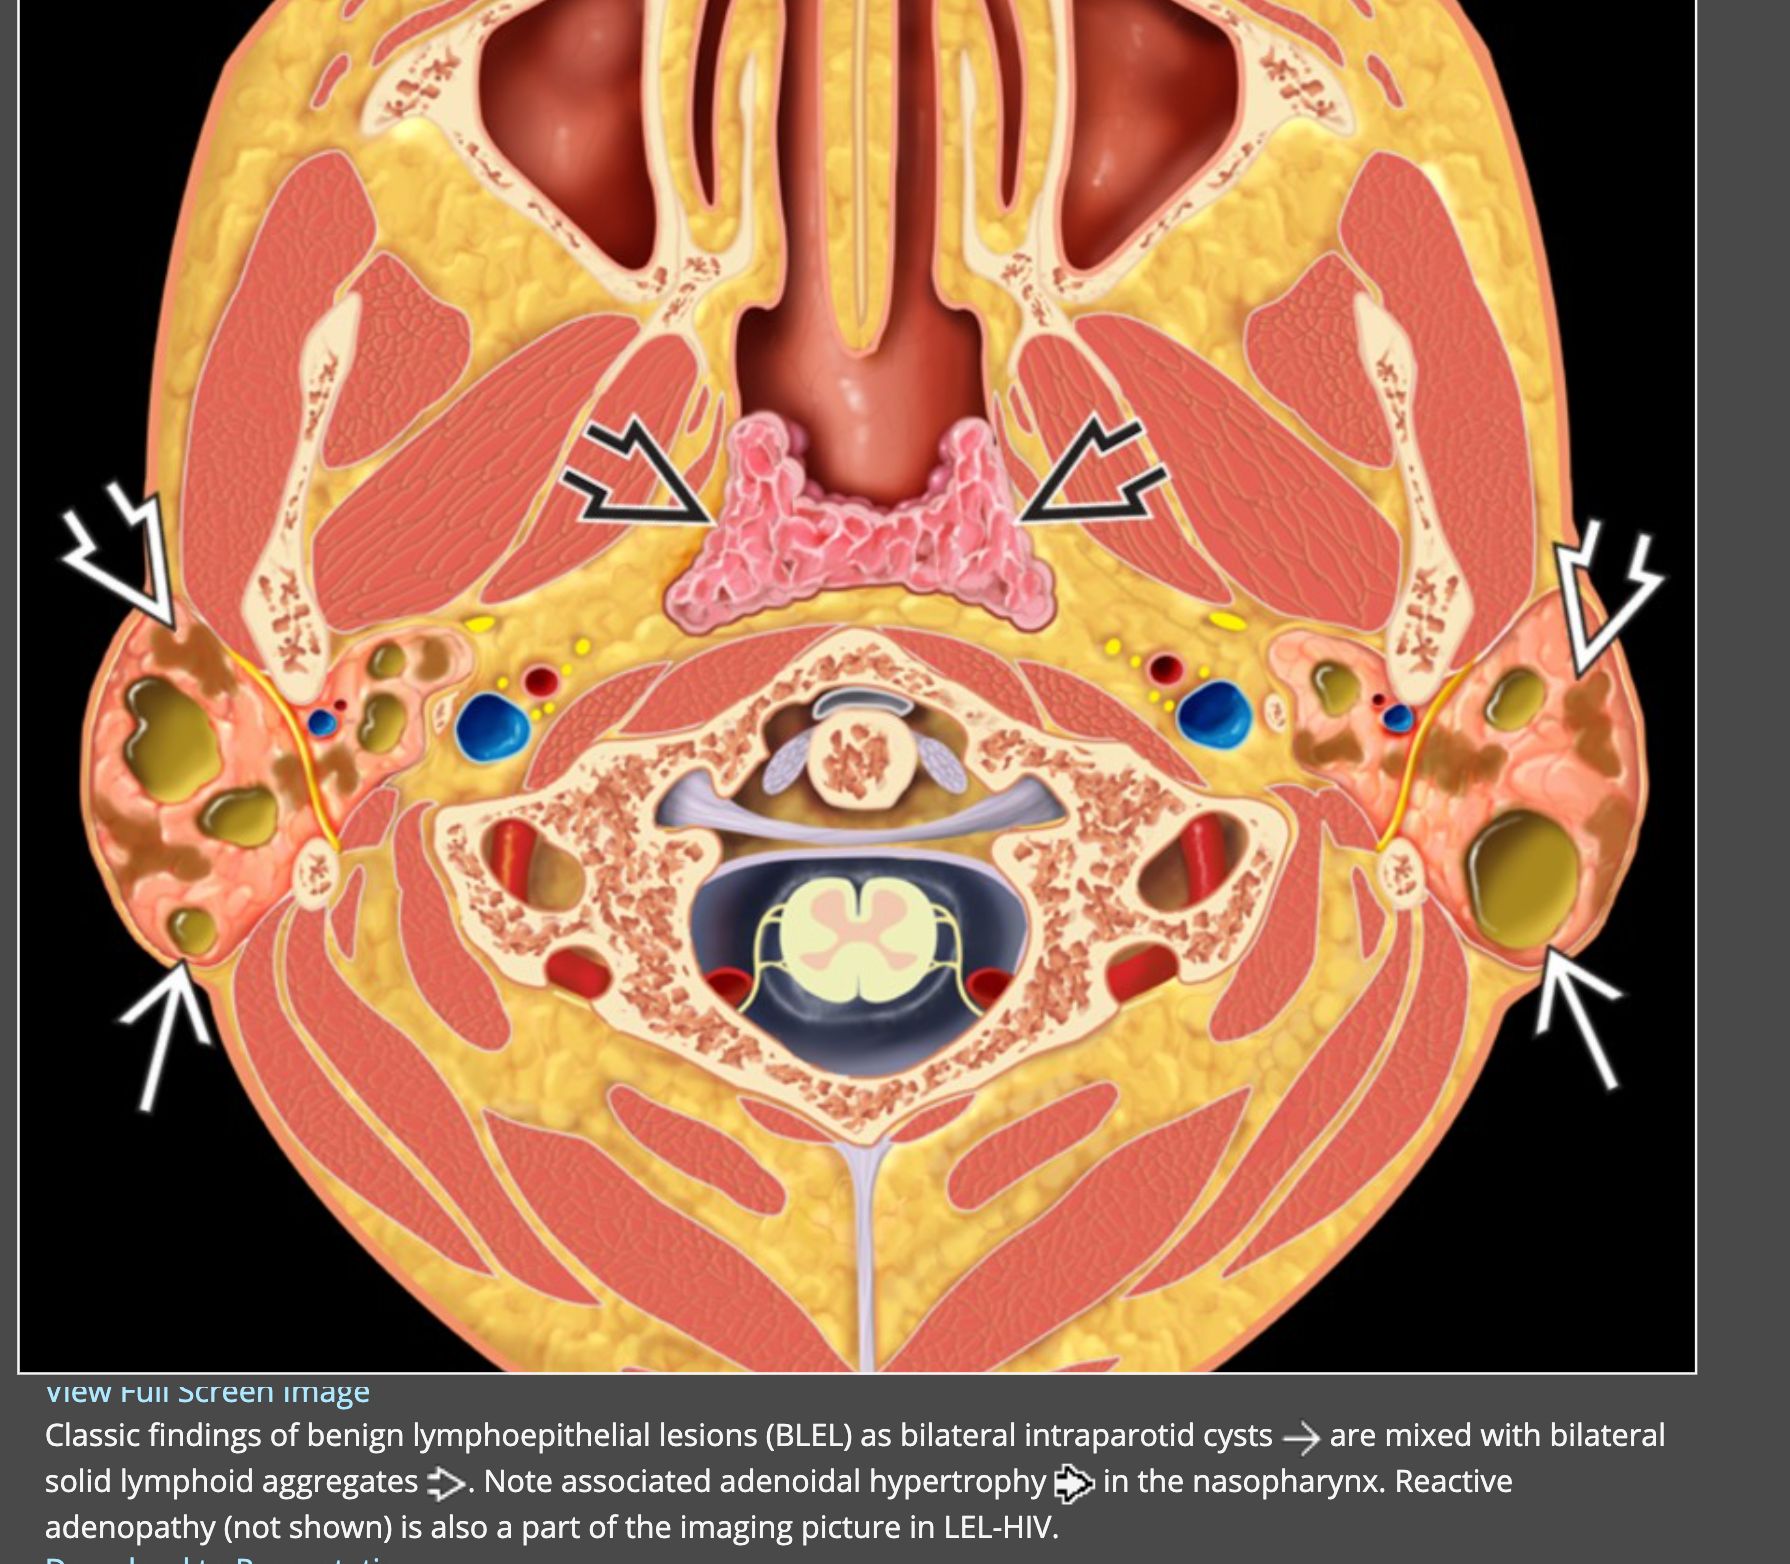 View Full Screen Image
Classic findings of benign lymphoepithelial lesions (BLEL) as bilateral intraparotid cysts are mixed with bilateral
solid lymphoid aggregates . Note associated adenoidal hypertrophy in the nasopharynx. Reactive
adenopathy (not shown) is also a part of the imaging picture in LEL-HIV.